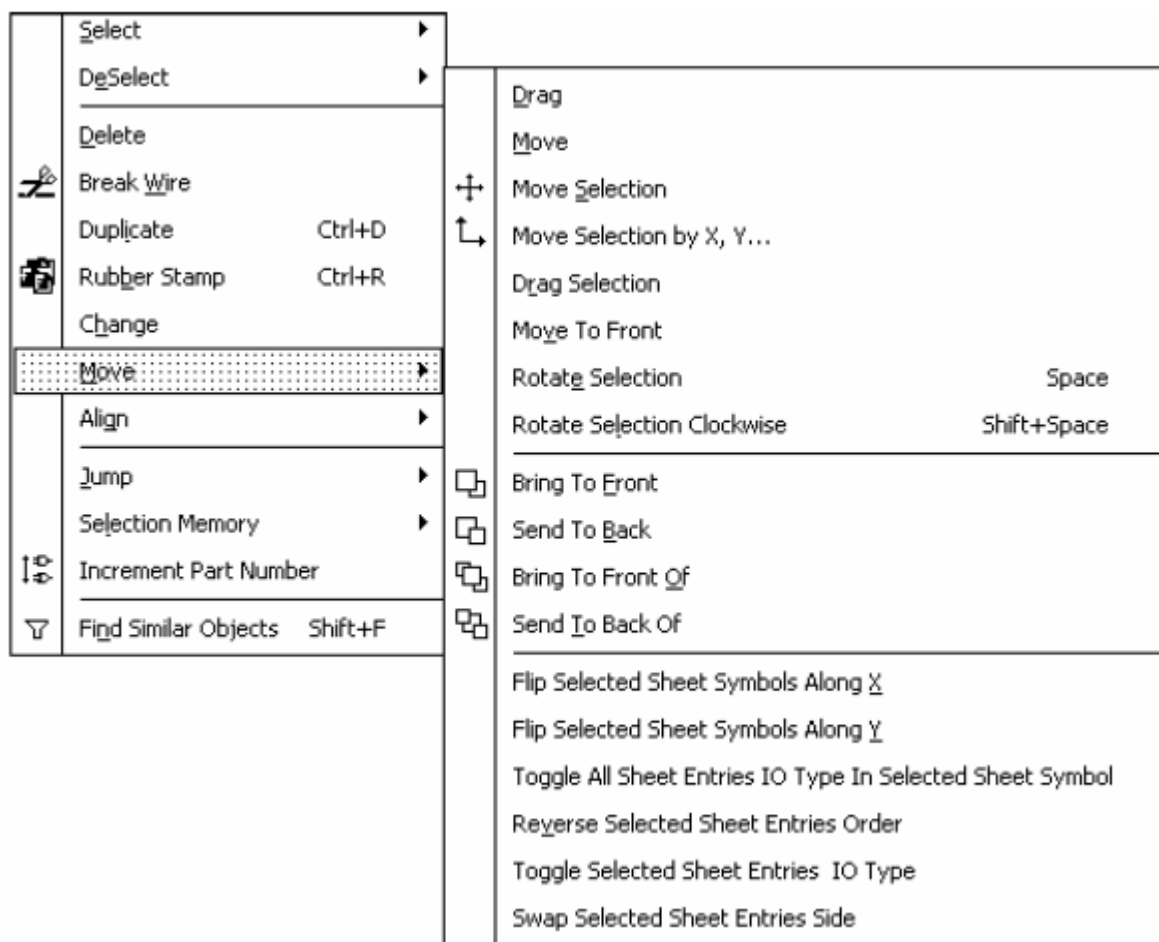 Select
DeSelect
Delete
Break Wire
Duplicate Ctrl+D
Rubber Stamp Ctrl+R
Change
Move
Align
Jump
Selection Memory
Increment Part Number
Find Similar Objects Shift+F
Drag
Move
Move Selection
Move Selection by X, Y...
Drag Selection
Move To Front
Rotate Selection Space
Rotate Selection Clockwise Shift+Space
Bring To Front
Send To Back
Bring To Front Of
Send To Back Of
Flip Selected Sheet Symbols Along X
Flip Selected Sheet Symbols Along Y
Toggle All Sheet Entries IO Type In Selected Sheet Symbol
Reverse Selected Sheet Entries Order
Toggle Selected Sheet Entries IO Type
Swap Selected Sheet Entries Side